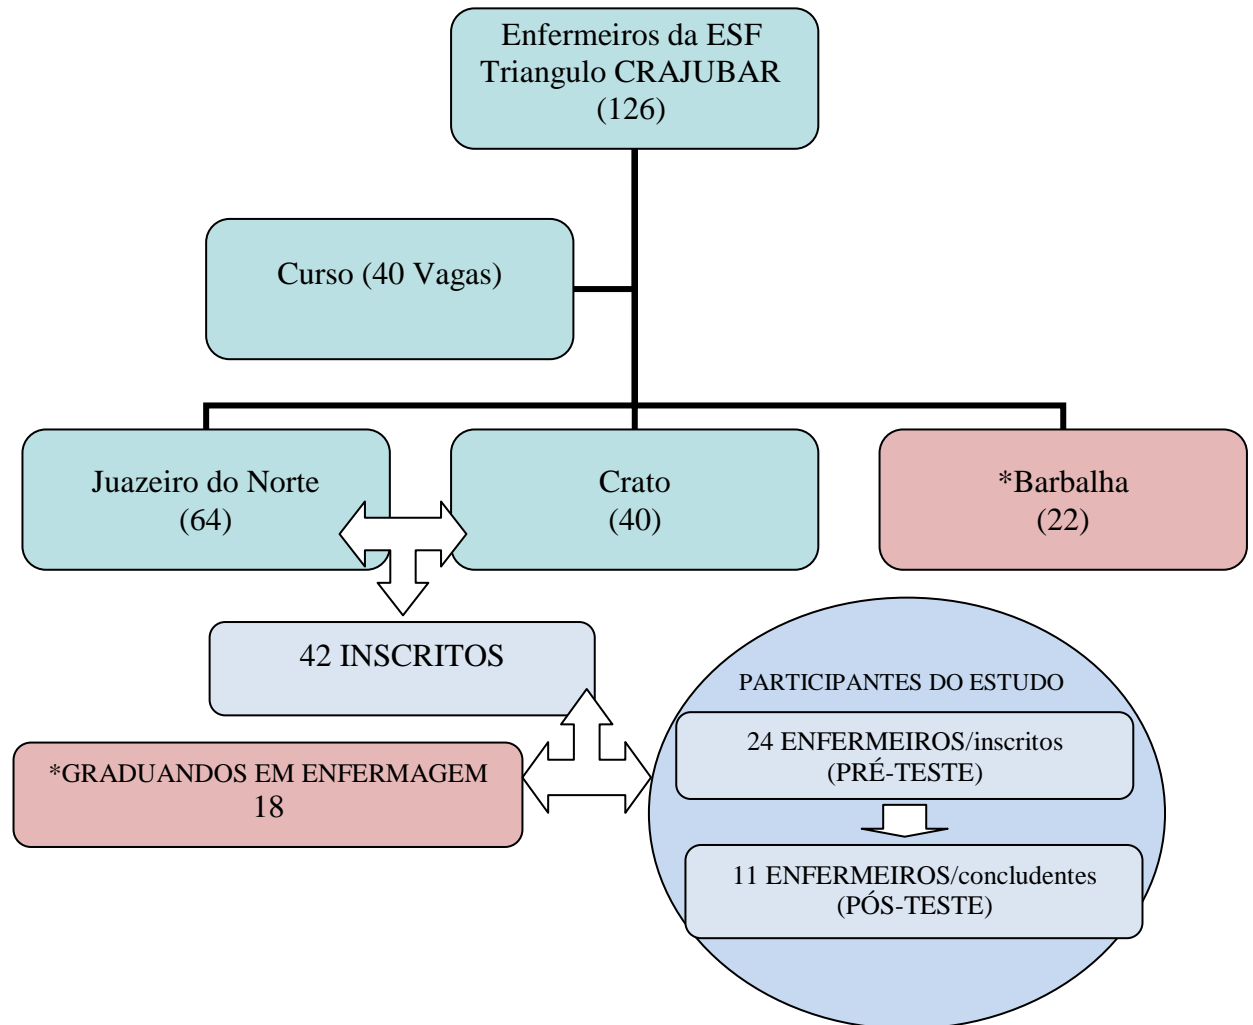 Enfermeiros da ESF
Triangulo CRAJUBAR
(126)
Curso (40 Vagas)
Juazeiro do Norte
(64)
Crato
(40)
*Barbalha
(22)
42 INSCRITOS
PARTICIPANTES DO ESTUDO
24 ENFERMEIROS/inscritos
(PRÉ-TESTE)
*GRADUANDOS EM ENFERMAGEM
18
11 ENFERMEIROS/concludentes
(PÓS-TESTE)